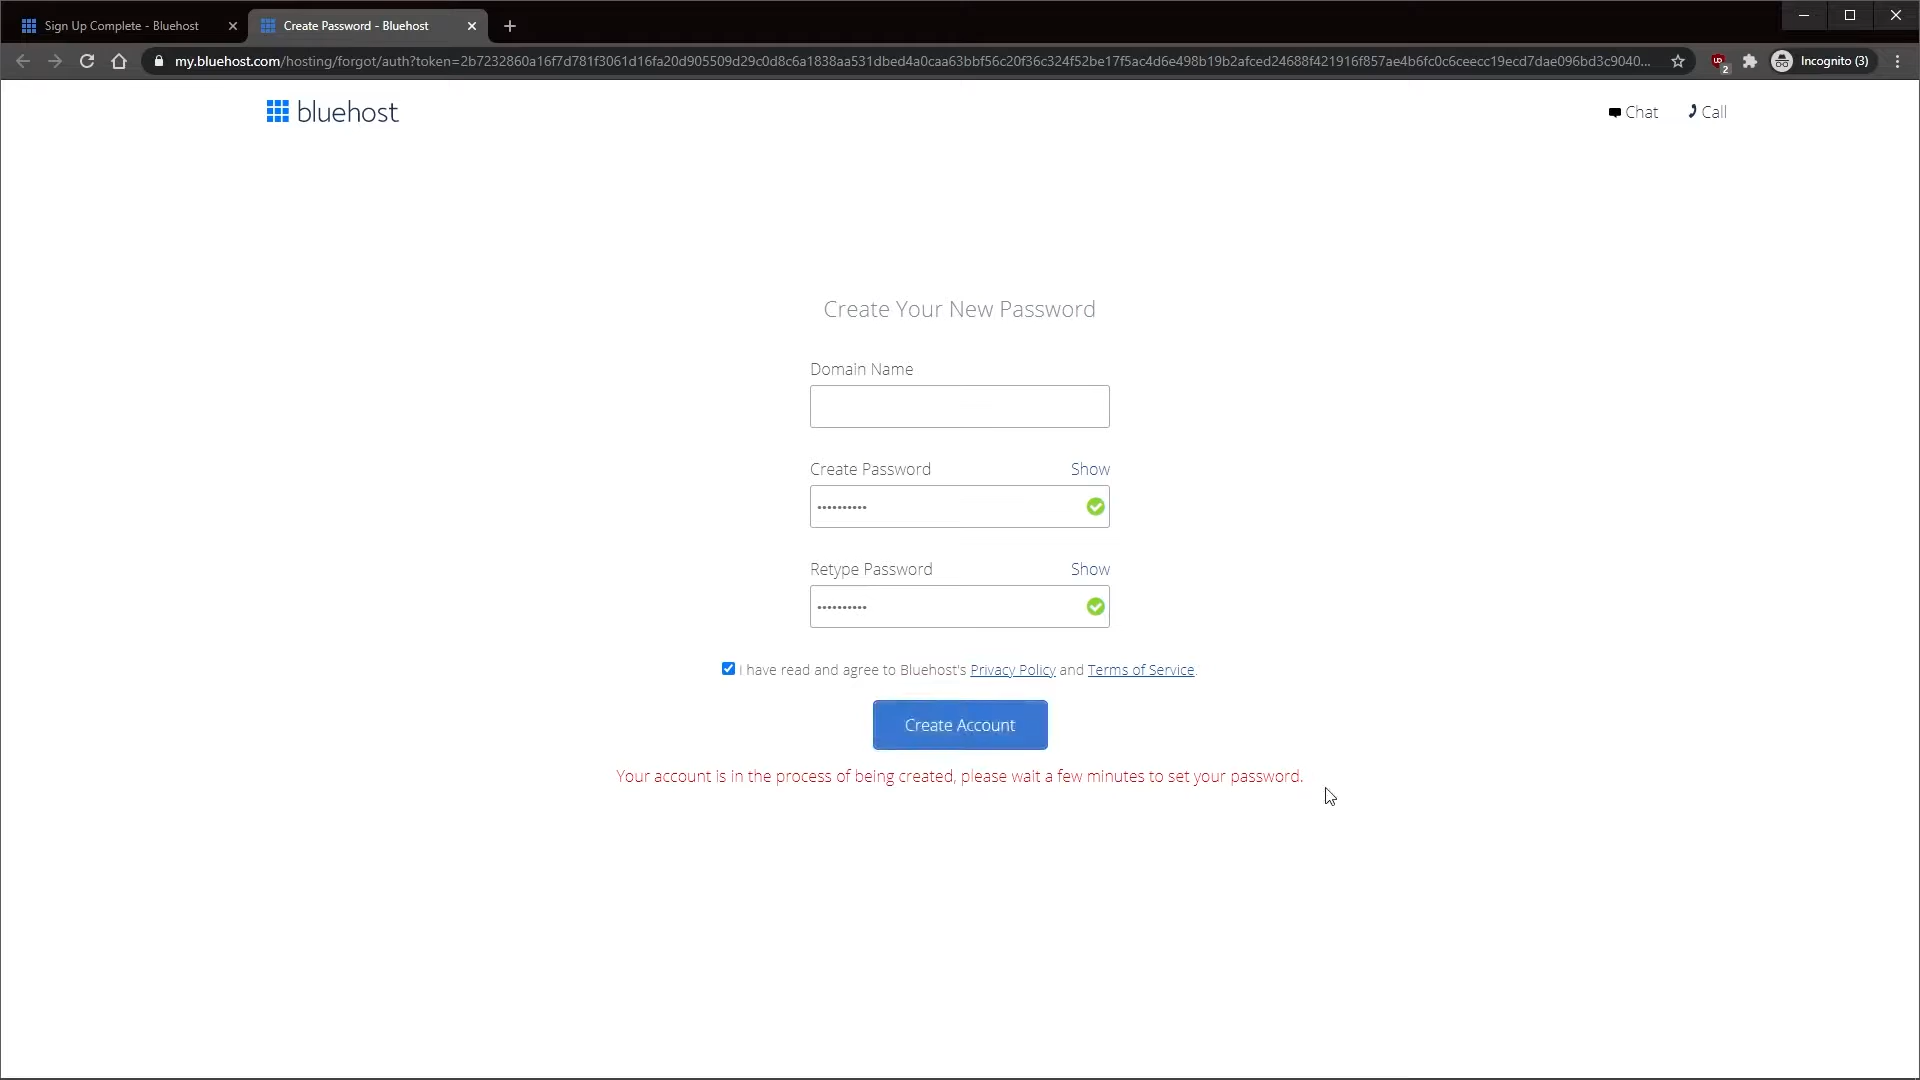 Sign Up Complete - Bluehost
Create Password - Bluehost
my.bluehost.com/hosting/forgot/auth?token=2b7232860a16f7d781f3061d16fa20d905509d29c0d8c6a1838aa531dbed4a0caa63bbf56c20f36c324f52be17f5ac4d6e498b19b2afced24688f421916f857ae4b6fc0c6ceecc19ecd7dae096bd3c9040...
2
Incognito (3)
bluehost
Chat
Call
Create Your New Password
Domain Name
Create Password
Show
Retype Password
Show
I have read and agree to Bluehost's Privacy Policy and Terms of Service.
Create Account
Your account is in the process of being created, please wait a few minutes to set your password.